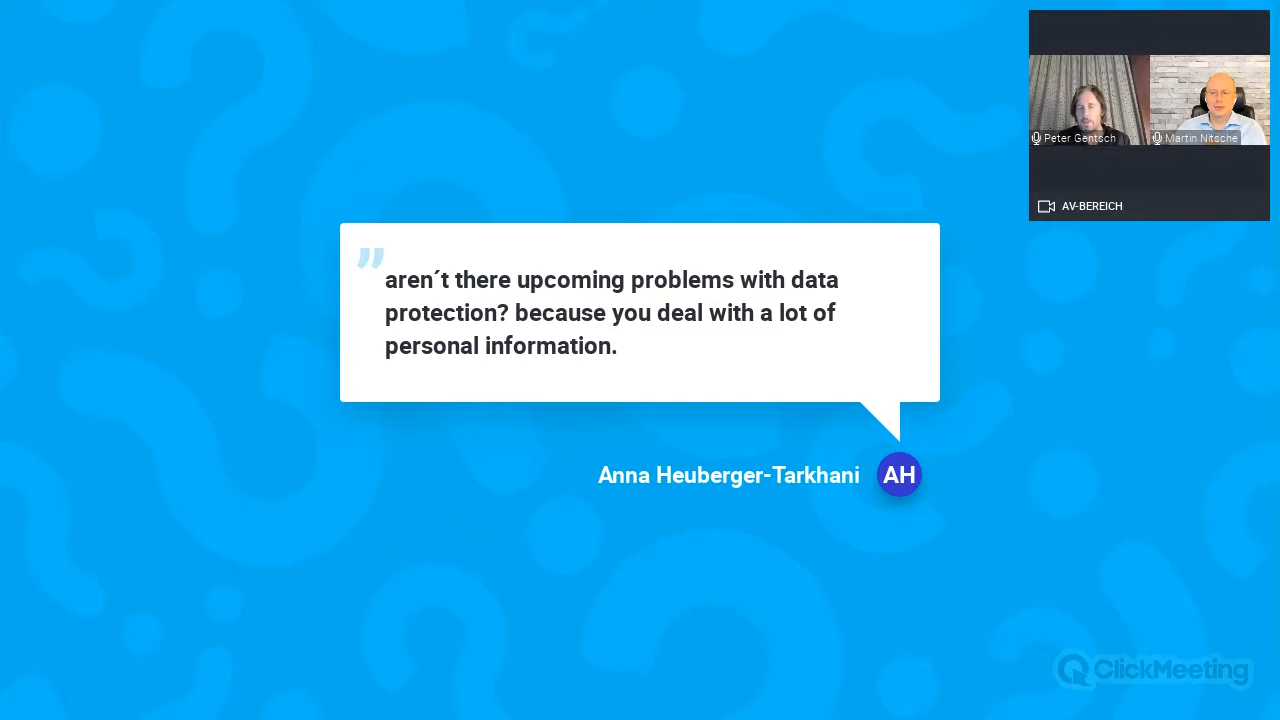 Peter Gentsch
Martin Nitsche
AV-BEREICH
”
aren´t there upcoming problems with data
protection? because you deal with a lot of
personal information.
Anna Heuberger-Tarkhani AH
ClickMeeting